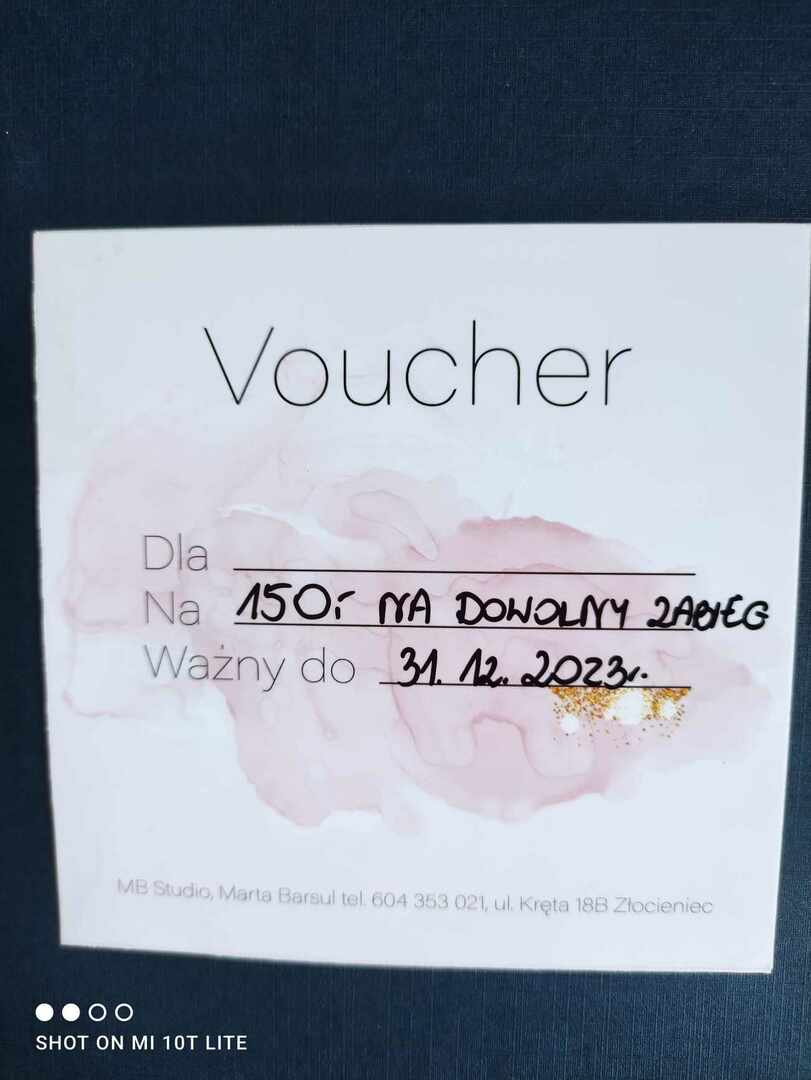 Voucher
Dla
Na 150,- NA DOWOLNY ZABIEG
Ważny do 31.12.2023r.
MB Studio, Marta Barsul tel. 604 353 021, ul. Kręta 18B Złocieniec
SHOT ON MI 10T LITE